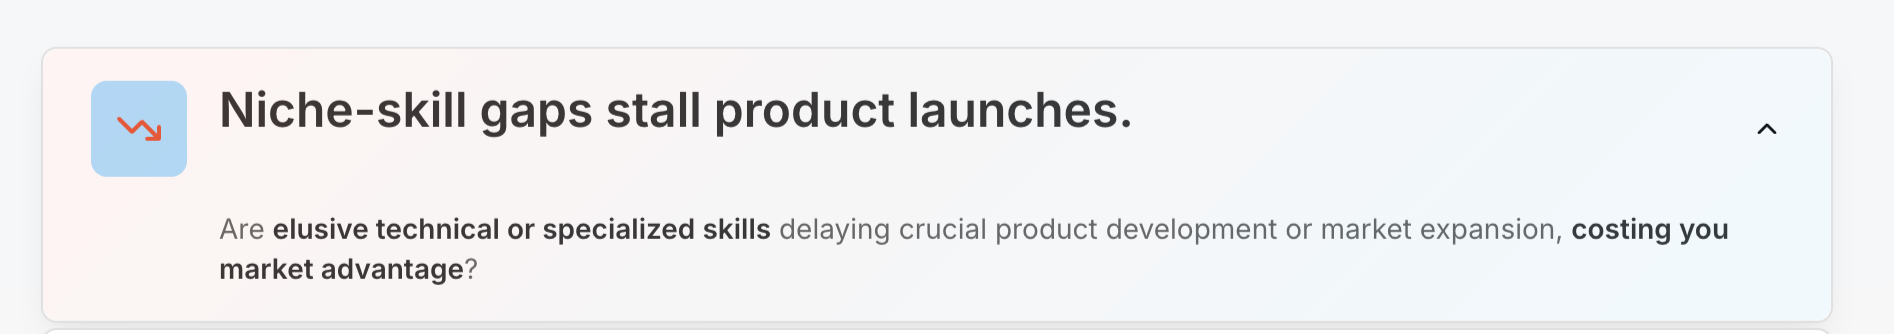 Niche-skill gaps stall product launches.
Are elusive technical or specialized skills delaying crucial product development or market expansion, costing you
market advantage?